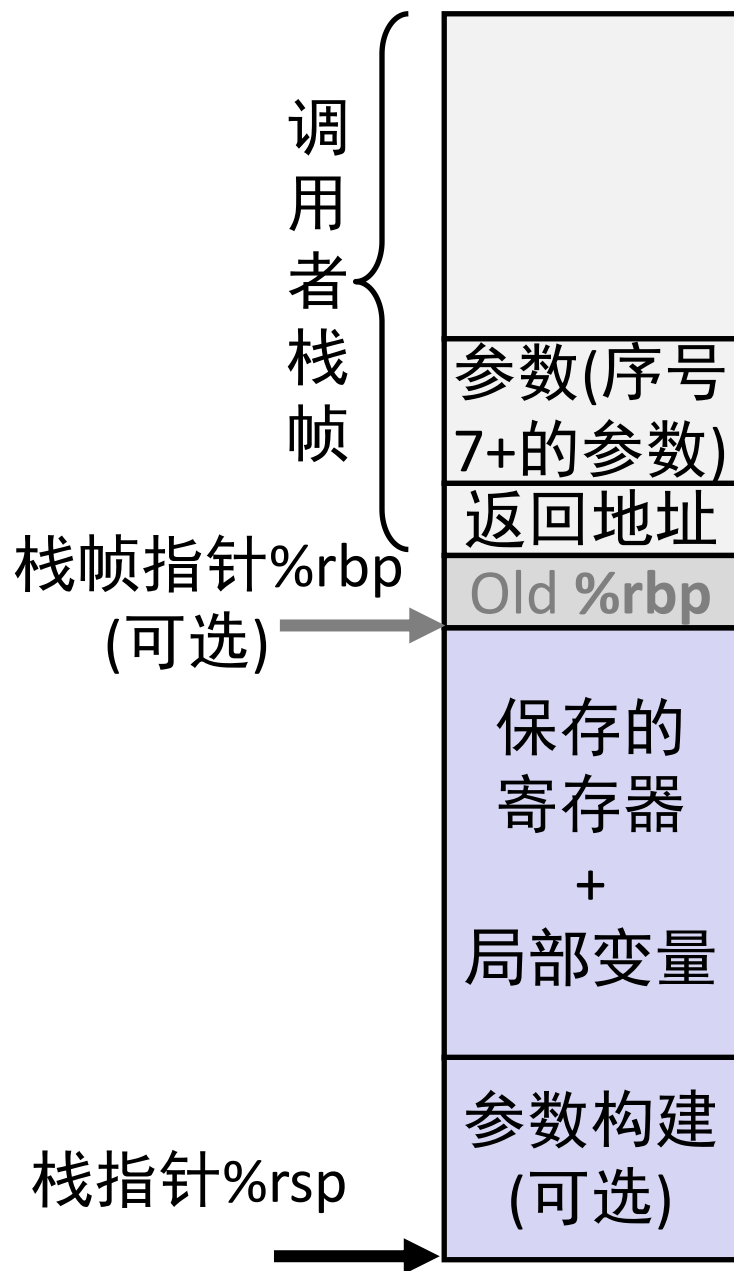 调用者栈帧
参数(序号
7+的参数)
返回地址
栈帧指针%rbp
(可选)
Old %rbp
保存的
寄存器
+
局部变量
参数构建
(可选)
栈指针%rsp